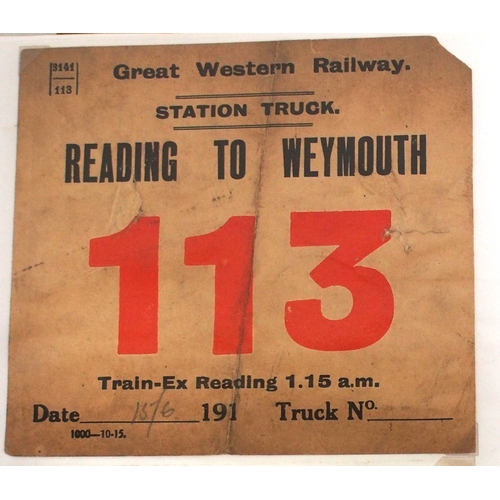 3141
113
Great Western Railway.
STATION TRUCK.
READING TO WEYMOUTH
113
Train-Ex Reading 1.15 a.m.
Date 15/6 191 Truck No.
1000—10-15.